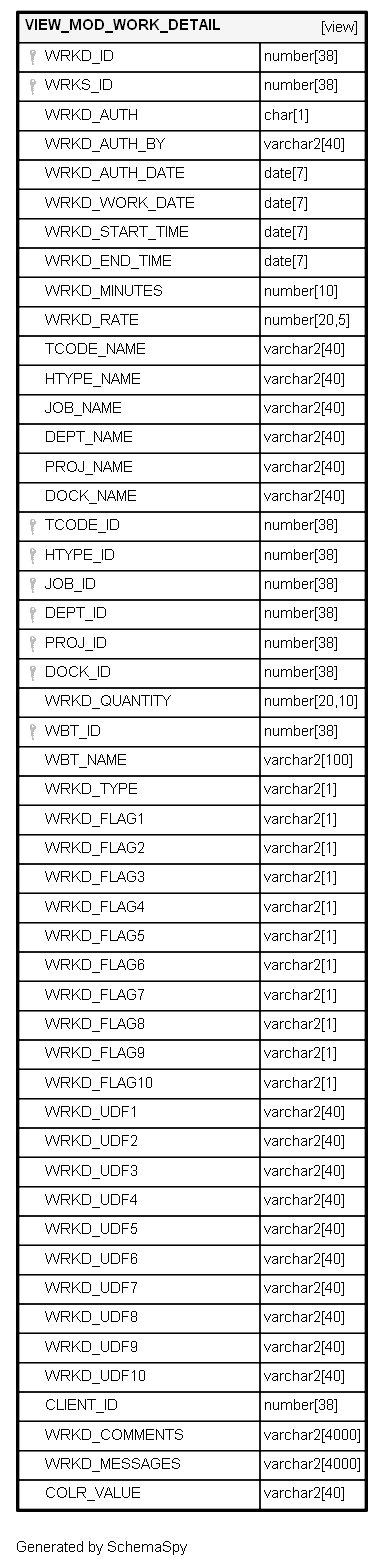 VIEW_MOD_WORK_DETAIL [view]
WRKD_ID number[38]
WRKS_ID number[38]
WRKD_AUTH char[1]
WRKD_AUTH_BY varchar2[40]
WRKD_AUTH_DATE date[7]
WRKD_WORK_DATE date[7]
WRKD_START_TIME date[7]
WRKD_END_TIME date[7]
WRKD_MINUTES number[10]
WRKD_RATE number[20,5]
TCODE_NAME varchar2[40]
HTYPE_NAME varchar2[40]
JOB_NAME varchar2[40]
DEPT_NAME varchar2[40]
PROJ_NAME varchar2[40]
DOCK_NAME varchar2[40]
TCODE_ID number[38]
HTYPE_ID number[38]
JOB_ID number[38]
DEPT_ID number[38]
PROJ_ID number[38]
DOCK_ID number[38]
WRKD_QUANTITY number[20,10]
WBT_ID number[38]
WBT_NAME varchar2[100]
WRKD_TYPE varchar2[1]
WRKD_FLAG1 varchar2[1]
WRKD_FLAG2 varchar2[1]
WRKD_FLAG3 varchar2[1]
WRKD_FLAG4 varchar2[1]
WRKD_FLAG5 varchar2[1]
WRKD_FLAG6 varchar2[1]
WRKD_FLAG7 varchar2[1]
WRKD_FLAG8 varchar2[1]
WRKD_FLAG9 varchar2[1]
WRKD_FLAG10 varchar2[1]
WRKD_UDF1 varchar2[40]
WRKD_UDF2 varchar2[40]
WRKD_UDF3 varchar2[40]
WRKD_UDF4 varchar2[40]
WRKD_UDF5 varchar2[40]
WRKD_UDF6 varchar2[40]
WRKD_UDF7 varchar2[40]
WRKD_UDF8 varchar2[40]
WRKD_UDF9 varchar2[40]
WRKD_UDF10 varchar2[40]
CLIENT_ID number[38]
WRKD_COMMENTS varchar2[4000]
WRKD_MESSAGES varchar2[4000]
COLR_VALUE varchar2[40]
Generated by SchemaSpy